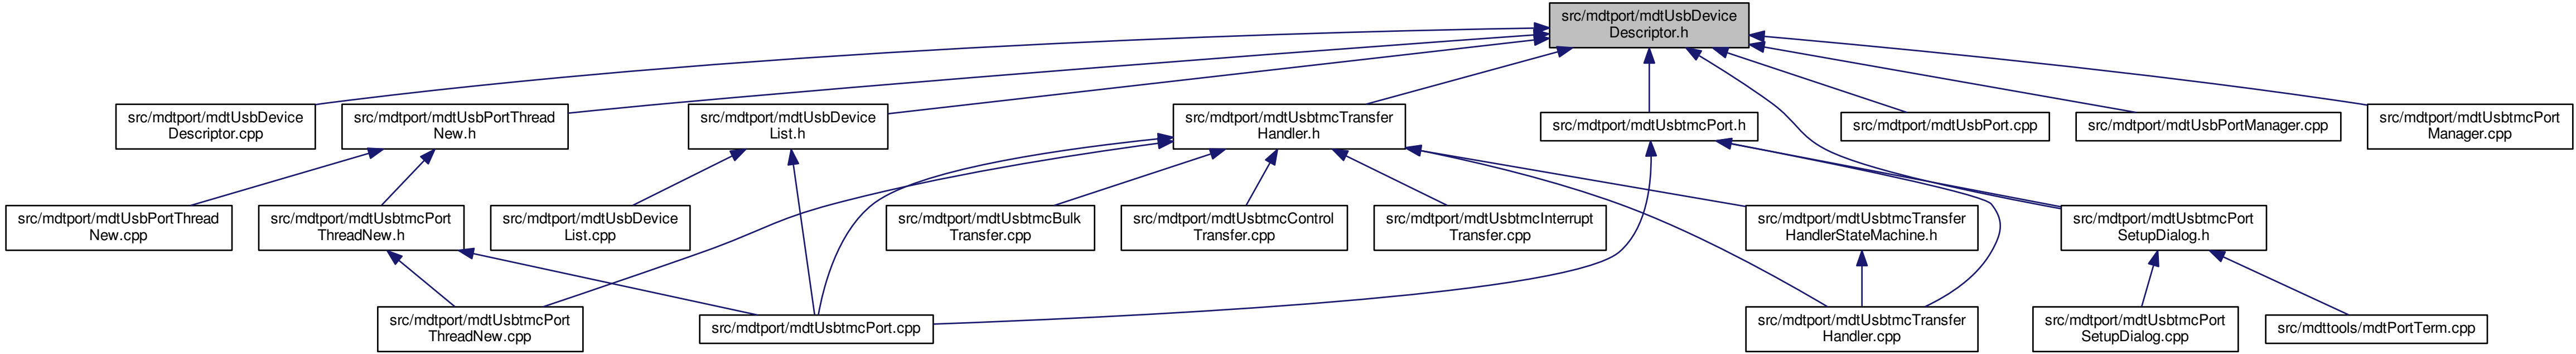 src/mdtport/mdtUsbDevice
Descriptor.h
src/mdtport/mdtUsbDevice
Descriptor.cpp
src/mdtport/mdtUsbPortThread
New.h
src/mdtport/mdtUsbDevice
List.h
src/mdtport/mdtUsbtmcTransfer
Handler.h
src/mdtport/mdtUsbtmcPort.h
src/mdtport/mdtUsbPort.cpp
src/mdtport/mdtUsbPortManager.cpp
src/mdtport/mdtUsbtmcPort
Manager.cpp
src/mdtport/mdtUsbPortThread
New.cpp
src/mdtport/mdtUsbtmcPort
ThreadNew.h
src/mdtport/mdtUsbDevice
List.cpp
src/mdtport/mdtUsbtmcBulk
Transfer.cpp
src/mdtport/mdtUsbtmcControl
Transfer.cpp
src/mdtport/mdtUsbtmcInterrupt
Transfer.cpp
src/mdtport/mdtUsbtmcTransfer
HandlerStateMachine.h
src/mdtport/mdtUsbtmcPort
SetupDialog.h
src/mdtport/mdtUsbtmcPort
ThreadNew.cpp
src/mdtport/mdtUsbtmcPort.cpp
src/mdtport/mdtUsbtmcTransfer
Handler.cpp
src/mdtport/mdtUsbtmcPort
SetupDialog.cpp
src/mdttools/mdtPortTerm.cpp